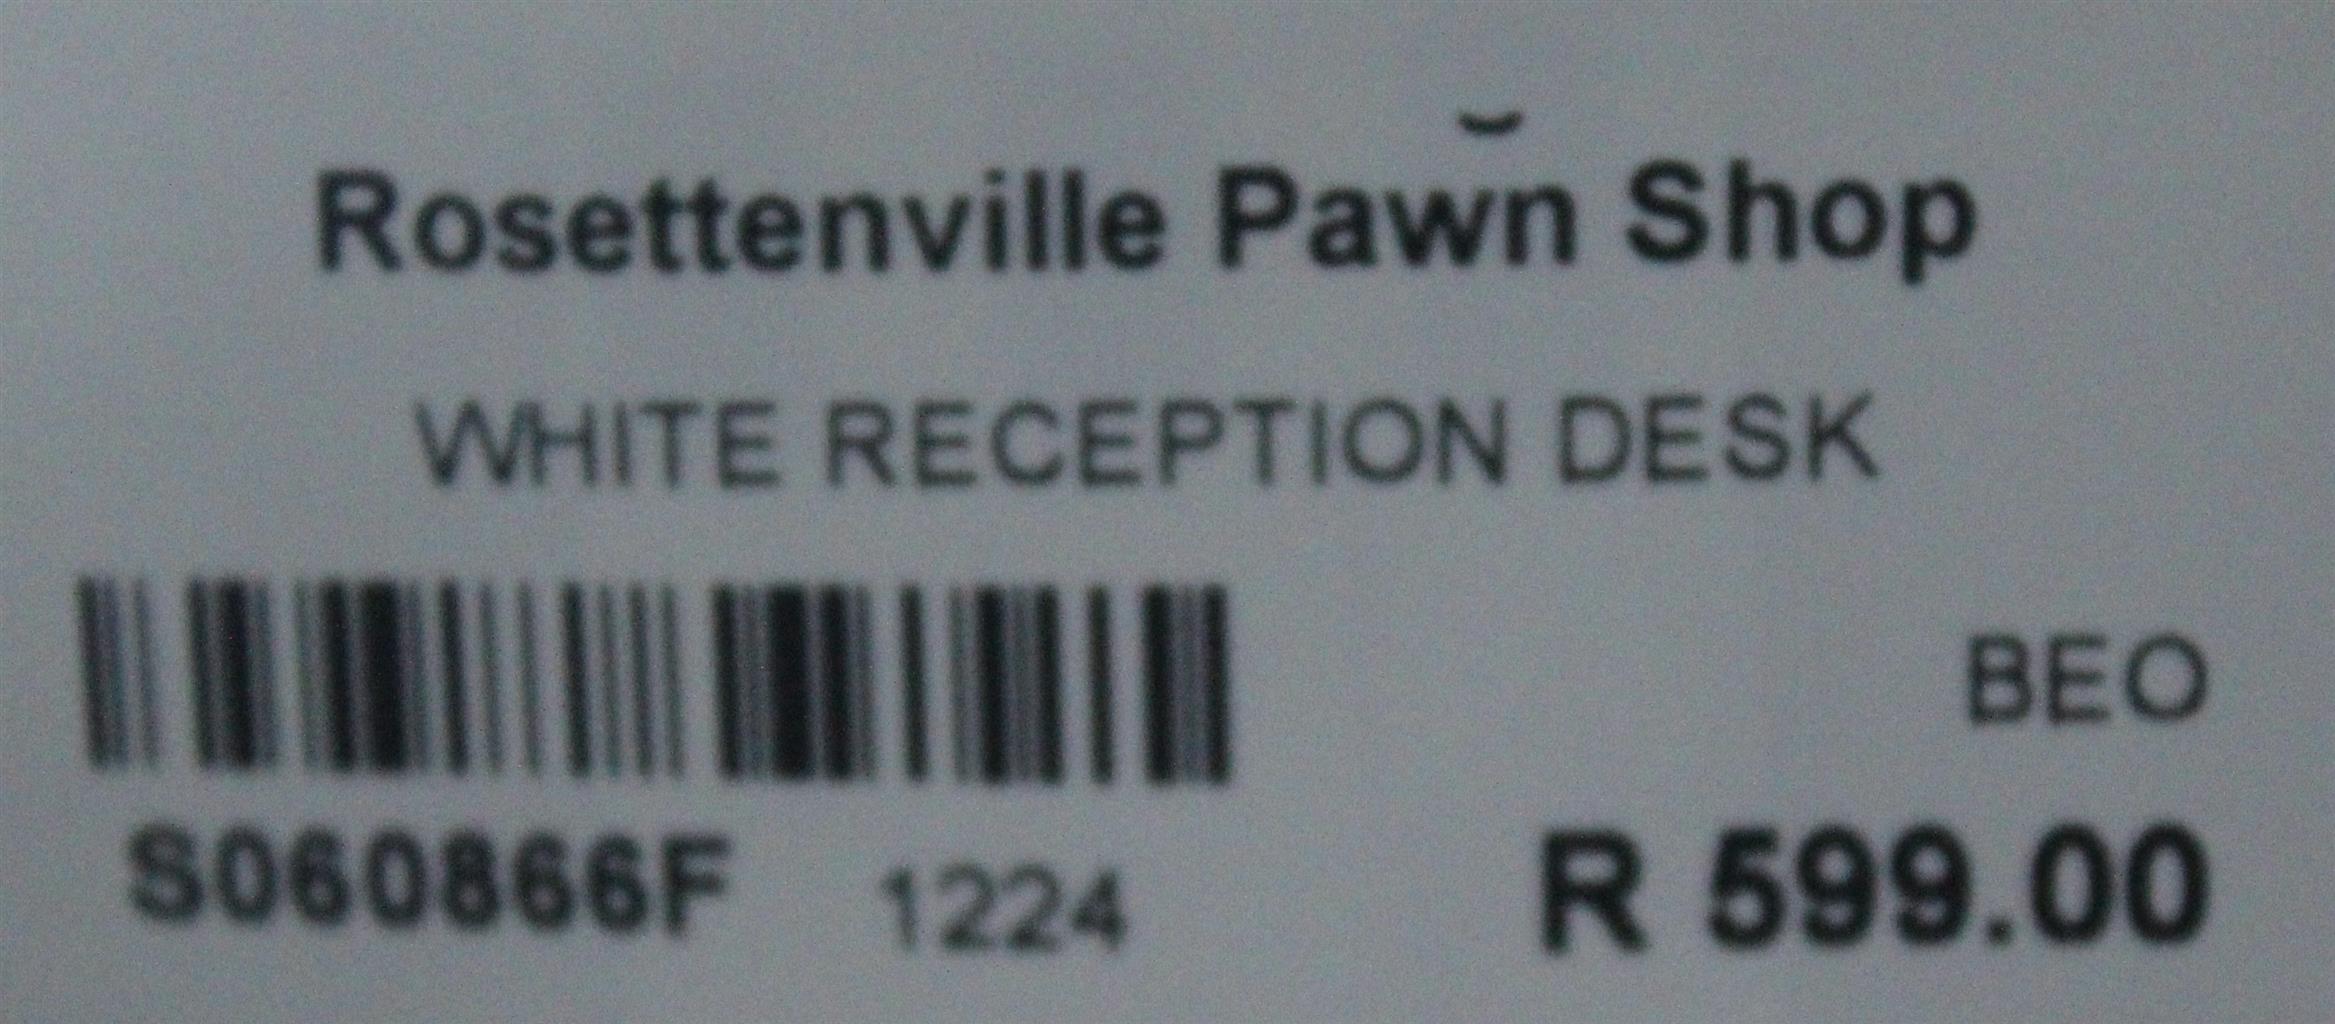 Rosettenville Pawn Shop
WHITE RECEPTION DESK
BEO
S060866F 1224 R 599.00